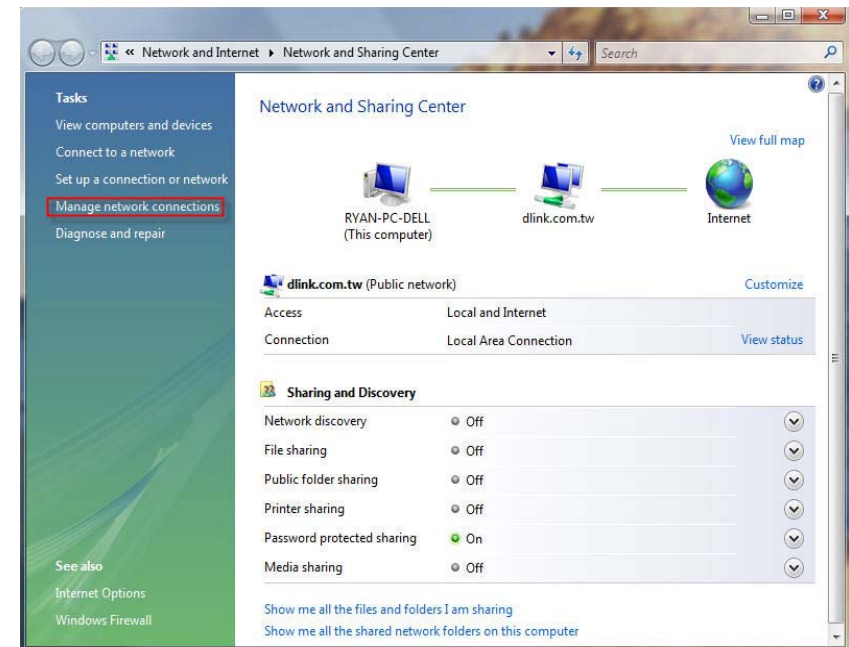 « Network and Internet ▸ Network and Sharing Center
Search
Tasks
View computers and devices
Connect to a network
Set up a connection or network
Manage network connections
Diagnose and repair
See also
Internet Options
Windows Firewall
Network and Sharing Center
View full map
RYAN-PC-DELL
(This computer)
dlink.com.tw
Internet
dlink.com.tw (Public network)
Customize
Access Local and Internet
Connection Local Area Connection View status
Sharing and Discovery
Network discovery Off
File sharing Off
Public folder sharing Off
Printer sharing Off
Password protected sharing On
Media sharing Off
Show me all the files and folders I am sharing
Show me all the shared network folders on this computer